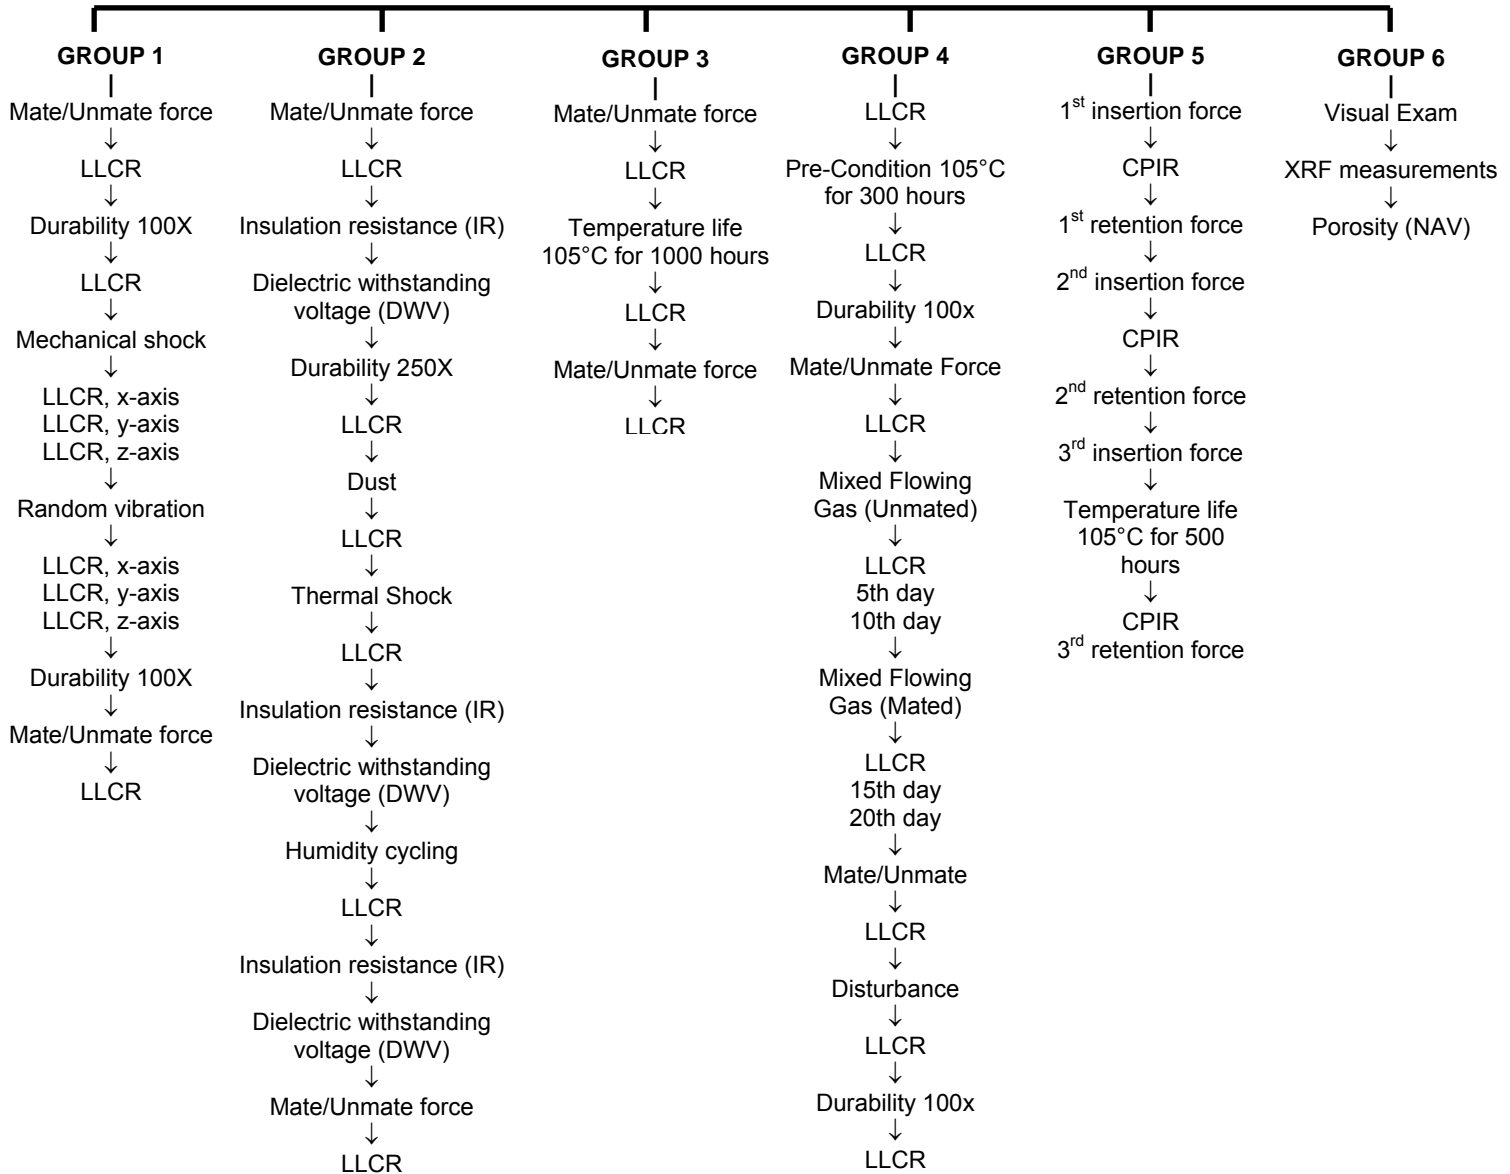 GROUP 1
Mate/Unmate force
↓
LLCR
↓
Durability 100X
↓
LLCR
↓
Mechanical shock
↓
LLCR, x-axis
LLCR, y-axis
LLCR, z-axis
↓
Random vibration
↓
LLCR, x-axis
LLCR, y-axis
LLCR, z-axis
↓
Durability 100X
↓
Mate/Unmate force
↓
LLCR
GROUP 2
Mate/Unmate force
↓
LLCR
↓
Insulation resistance (IR)
↓
Dielectric withstanding
voltage (DWV)
↓
Durability 250X
↓
LLCR
↓
Dust
↓
LLCR
↓
Thermal Shock
↓
LLCR
↓
Insulation resistance (IR)
↓
Dielectric withstanding
voltage (DWV)
↓
Humidity cycling
↓
LLCR
↓
Insulation resistance (IR)
↓
Dielectric withstanding
voltage (DWV)
↓
Mate/Unmate force
↓
LLCR
GROUP 3
Mate/Unmate force
↓
LLCR
↓
Temperature life
105°C for 1000 hours
↓
LLCR
↓
Mate/Unmate force
↓
LLCR
GROUP 4
LLCR
↓
Pre-Condition 105°C
for 300 hours
↓
LLCR
↓
Durability 100x
↓
Mate/Unmate Force
↓
LLCR
↓
Mixed Flowing
Gas (Unmated)
↓
LLCR
5th day
10th day
↓
Mixed Flowing
Gas (Mated)
↓
LLCR
15th day
20th day
↓
Mate/Unmate
↓
LLCR
↓
Disturbance
↓
LLCR
↓
Durability 100x
↓
LLCR
GROUP 5
1st insertion force
↓
CPIR
↓
1st retention force
↓
2nd insertion force
↓
CPIR
↓
2nd retention force
↓
3rd insertion force
↓
Temperature life
105°C for 500
hours
↓
CPIR
3rd retention force
GROUP 6
Visual Exam
↓
XRF measurements
↓
Porosity (NAV)